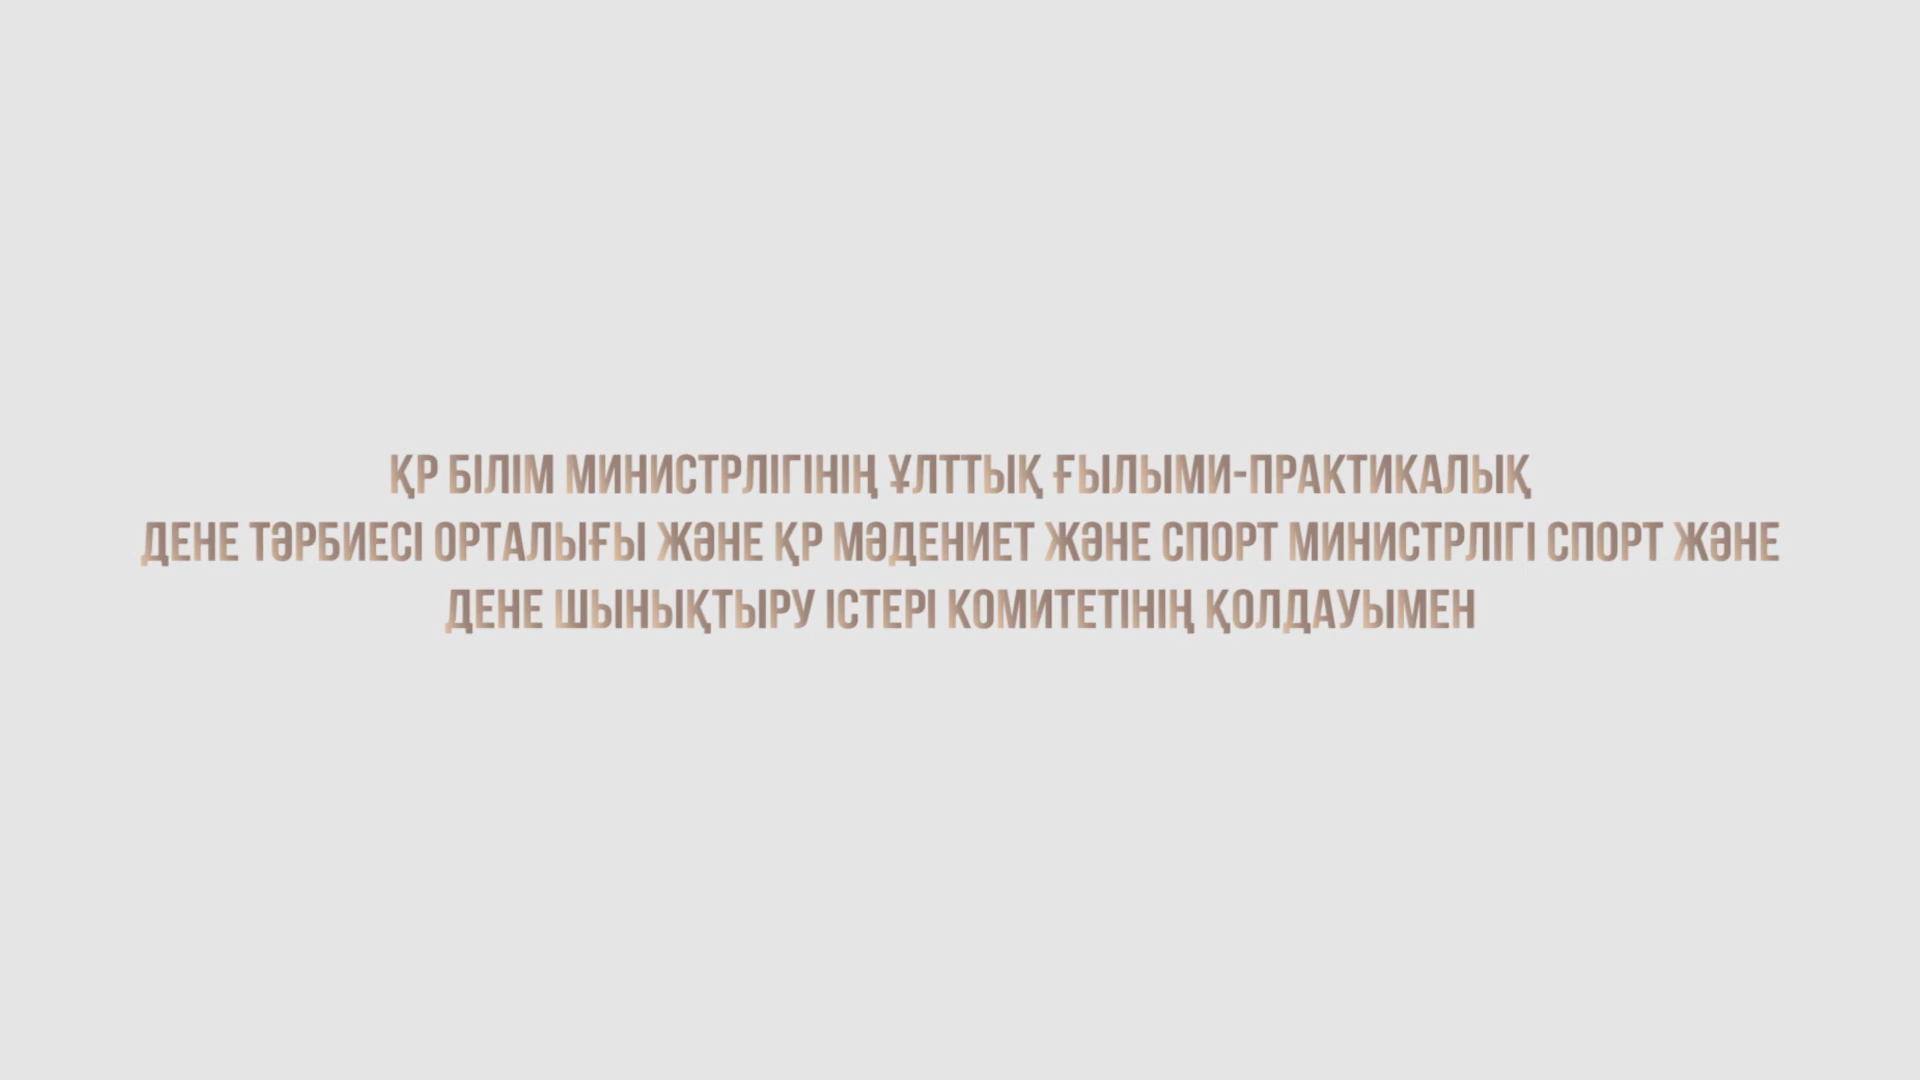 ҚР БІЛІМ МИНИСТРЛІГІНІҢ ҰЛТТЫҚ ҒЫЛЫМИ-ПРАКТИКАЛЫҚ
ДЕНЕ ТӘРБИЕСІ ОРТАЛЫҒЫ ЖӘНЕ ҚР МӘДЕНИЕТ ЖӘНЕ СПОРТ МИНИСТРЛІГІ СПОРТ ЖӘНЕ
ДЕНЕ ШЫНЫҚТЫРУ ІСТЕРІ КОМИТЕТІНІҢ ҚОЛДАУЫМЕН